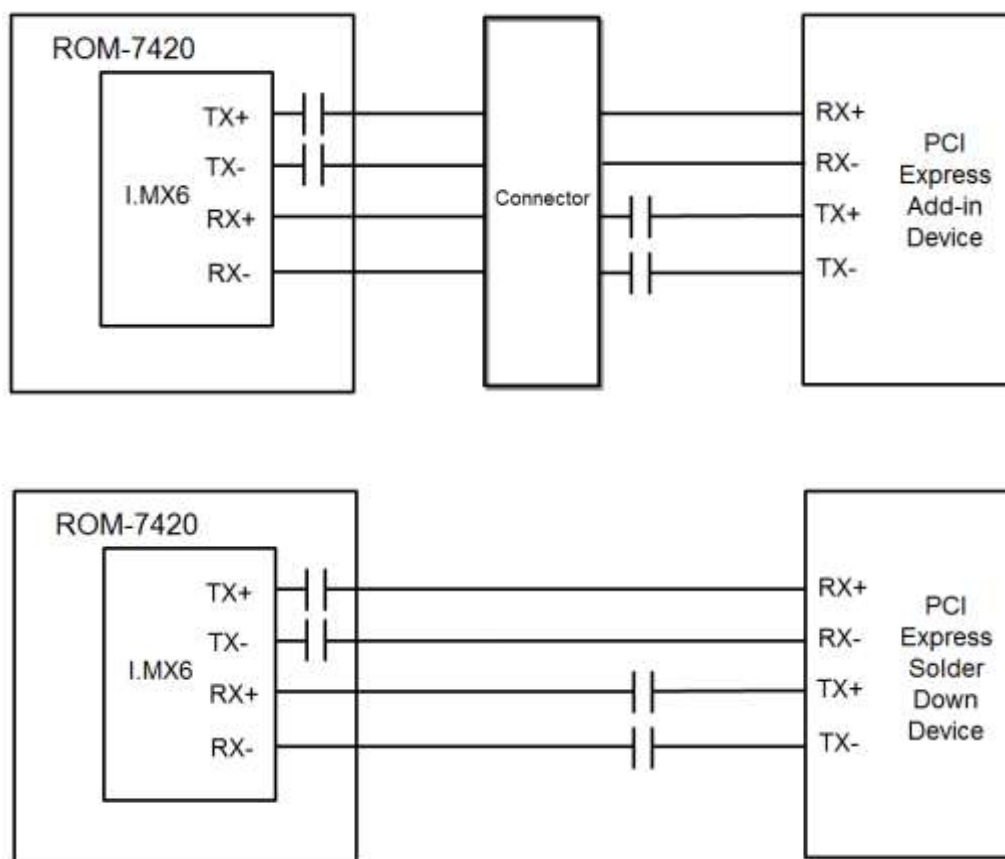 ROM-7420
I.MX6
TX+
TX-
RX+
RX-
Connector
RX+
RX-
TX+
TX-
PCI
Express
Add-in
Device
ROM-7420
I.MX6
TX+
TX-
RX+
RX-
RX+
RX-
TX+
TX-
PCI
Express
Solder
Down
Device